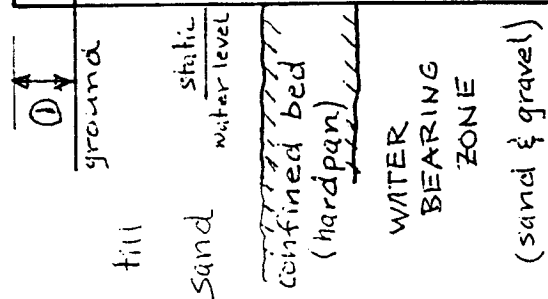 ①
ground
till
sand
static
water level
confined bed
(hardpan)
WATER
BEARING
ZONE
(sand & gravel)